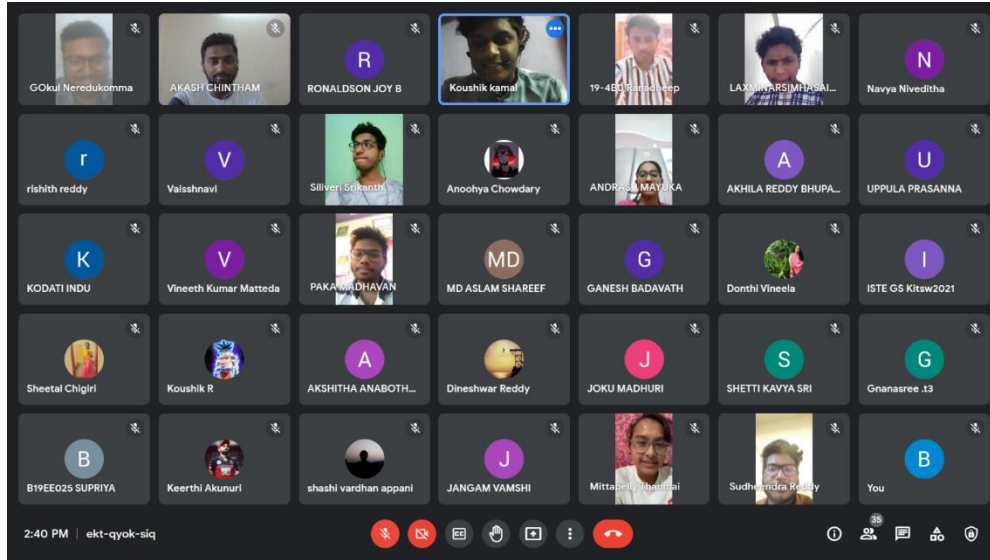 GOkul Neredukomma
AKASH CHINTHAM
R
RONALDSON JOY B
Koushik kamal
19-4E0 Ranadheep
LAXMINARSIMHASAI...
N
Navya Niveditha
r
rishith reddy
V
Vaisshnavi
Silveri Srikanth
Anoohya Chowdary
ANDRASA MAYUKA
A
AKHILA REDDY BHUPA...
U
UPPULA PRASANNA
K
KODATI INDU
V
Vineeth Kumar Matteda
PAKA MADHAVAN
MD
MD ASLAM SHAREEF
G
GANESH BADAVATH
Donthi Vineela
I
ISTE GS Kitsw2021
Sheetal Chigiri
Koushik R
A
AKSHITHA ANABOTH...
Dineshwar Reddy
J
JOKU MADHURI
S
SHETTI KAVYA SRI
G
Gnanasree .t3
B
B19EE025 SUPRIYA
Keerthi Akunuri
shashi vardhan appani
J
JANGAM VAMSHI
Mittapelly Thanmai
Sudheendra Reddy
B
You
2:40 PM | ekt-qyok-siq
CC
35